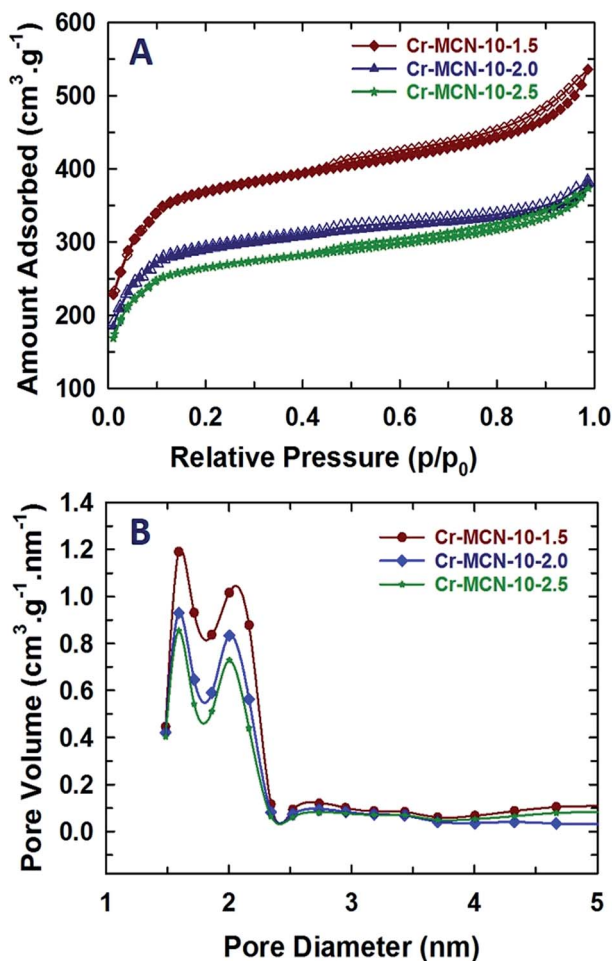 A
Cr-MCN-10-1.5
Cr-MCN-10-2.0
Cr-MCN-10-2.5
Amount Adsorbed (cm³.g⁻¹)
600
500
400
300
200
100
0.0 0.2 0.4 0.6 0.8 1.0
Relative Pressure (p/p₀)
B
Cr-MCN-10-1.5
Cr-MCN-10-2.0
Cr-MCN-10-2.5
Pore Volume (cm³.g⁻¹.nm⁻¹)
1.4
1.2
1.0
0.8
0.6
0.4
0.2
0.0
1 2 3 4 5
Pore Diameter (nm)